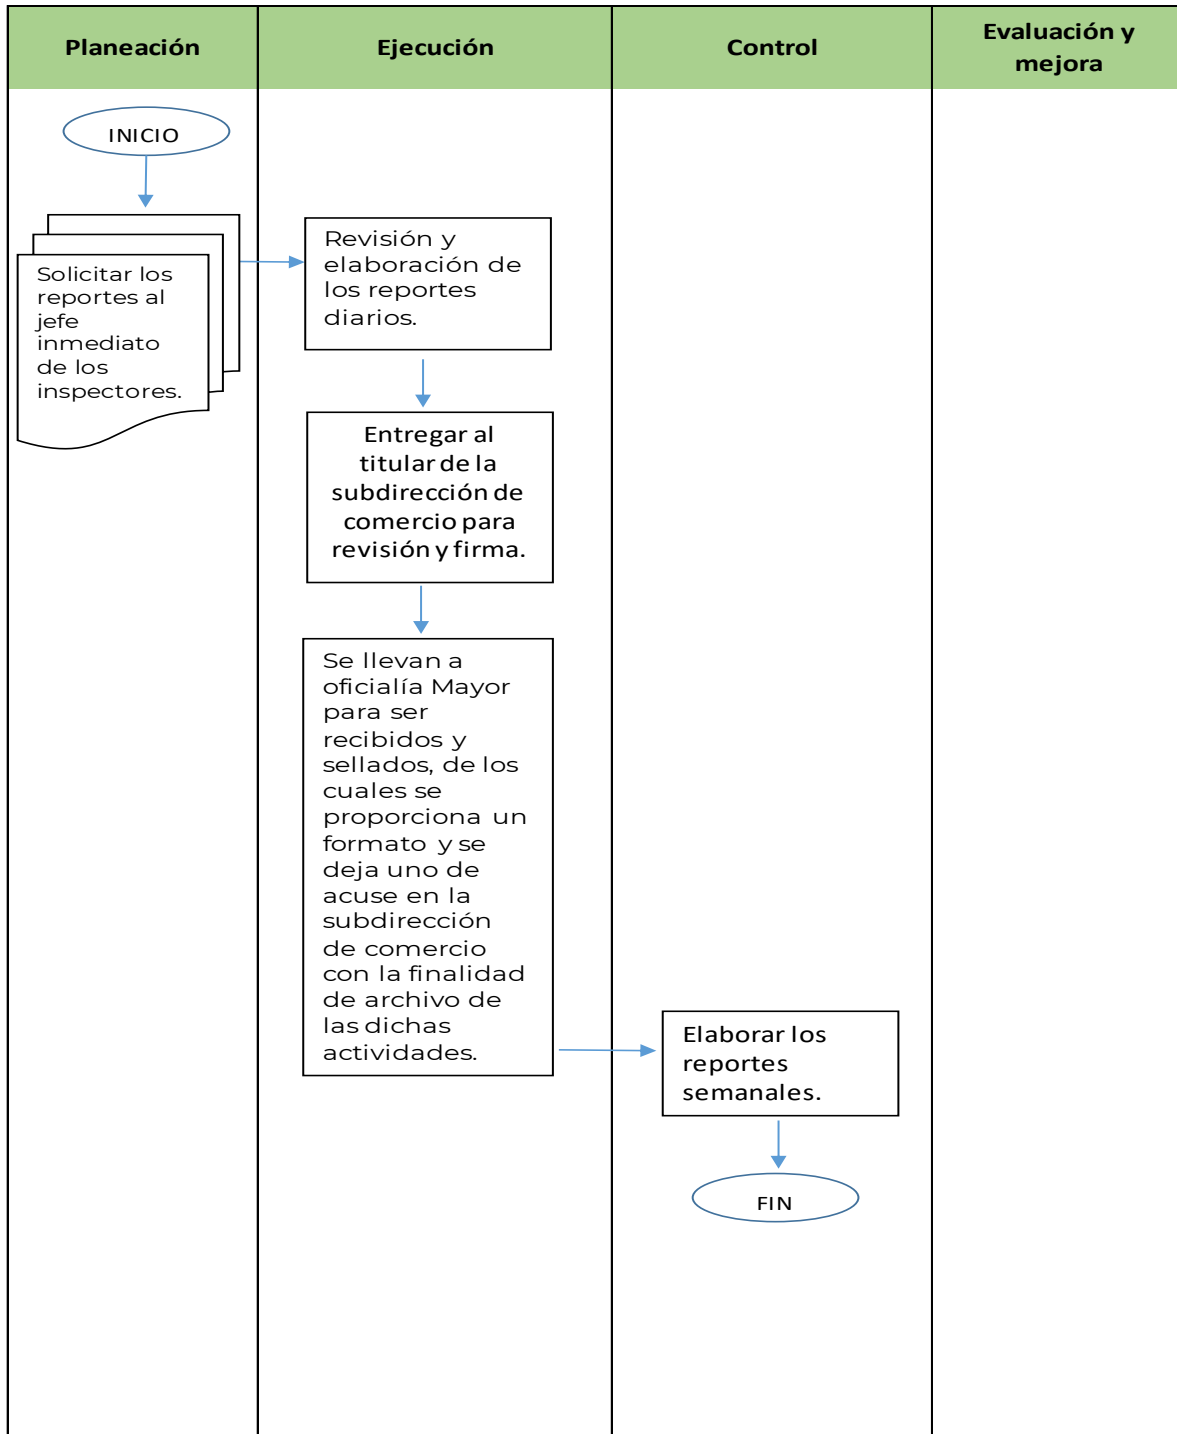 Planeación
Ejecución
Control
Evaluación y
mejora
INICIO
Solicitar los
reportes al
jefe
inmediato
de los
inspectores.
Revisión y
elaboración de
los reportes
diarios.
Entregar al
titular de la
subdirección de
comercio para
revisión y firma.
Se llevan a
oficialía Mayor
para ser
recibidos y
sellados, de los
cuales se
proporciona un
formato y se
deja uno de
acuse en la
subdirección
de comercio
con la finalidad
de archivo de
las dichas
actividades.
Elaborar los
reportes
semanales.
FIN